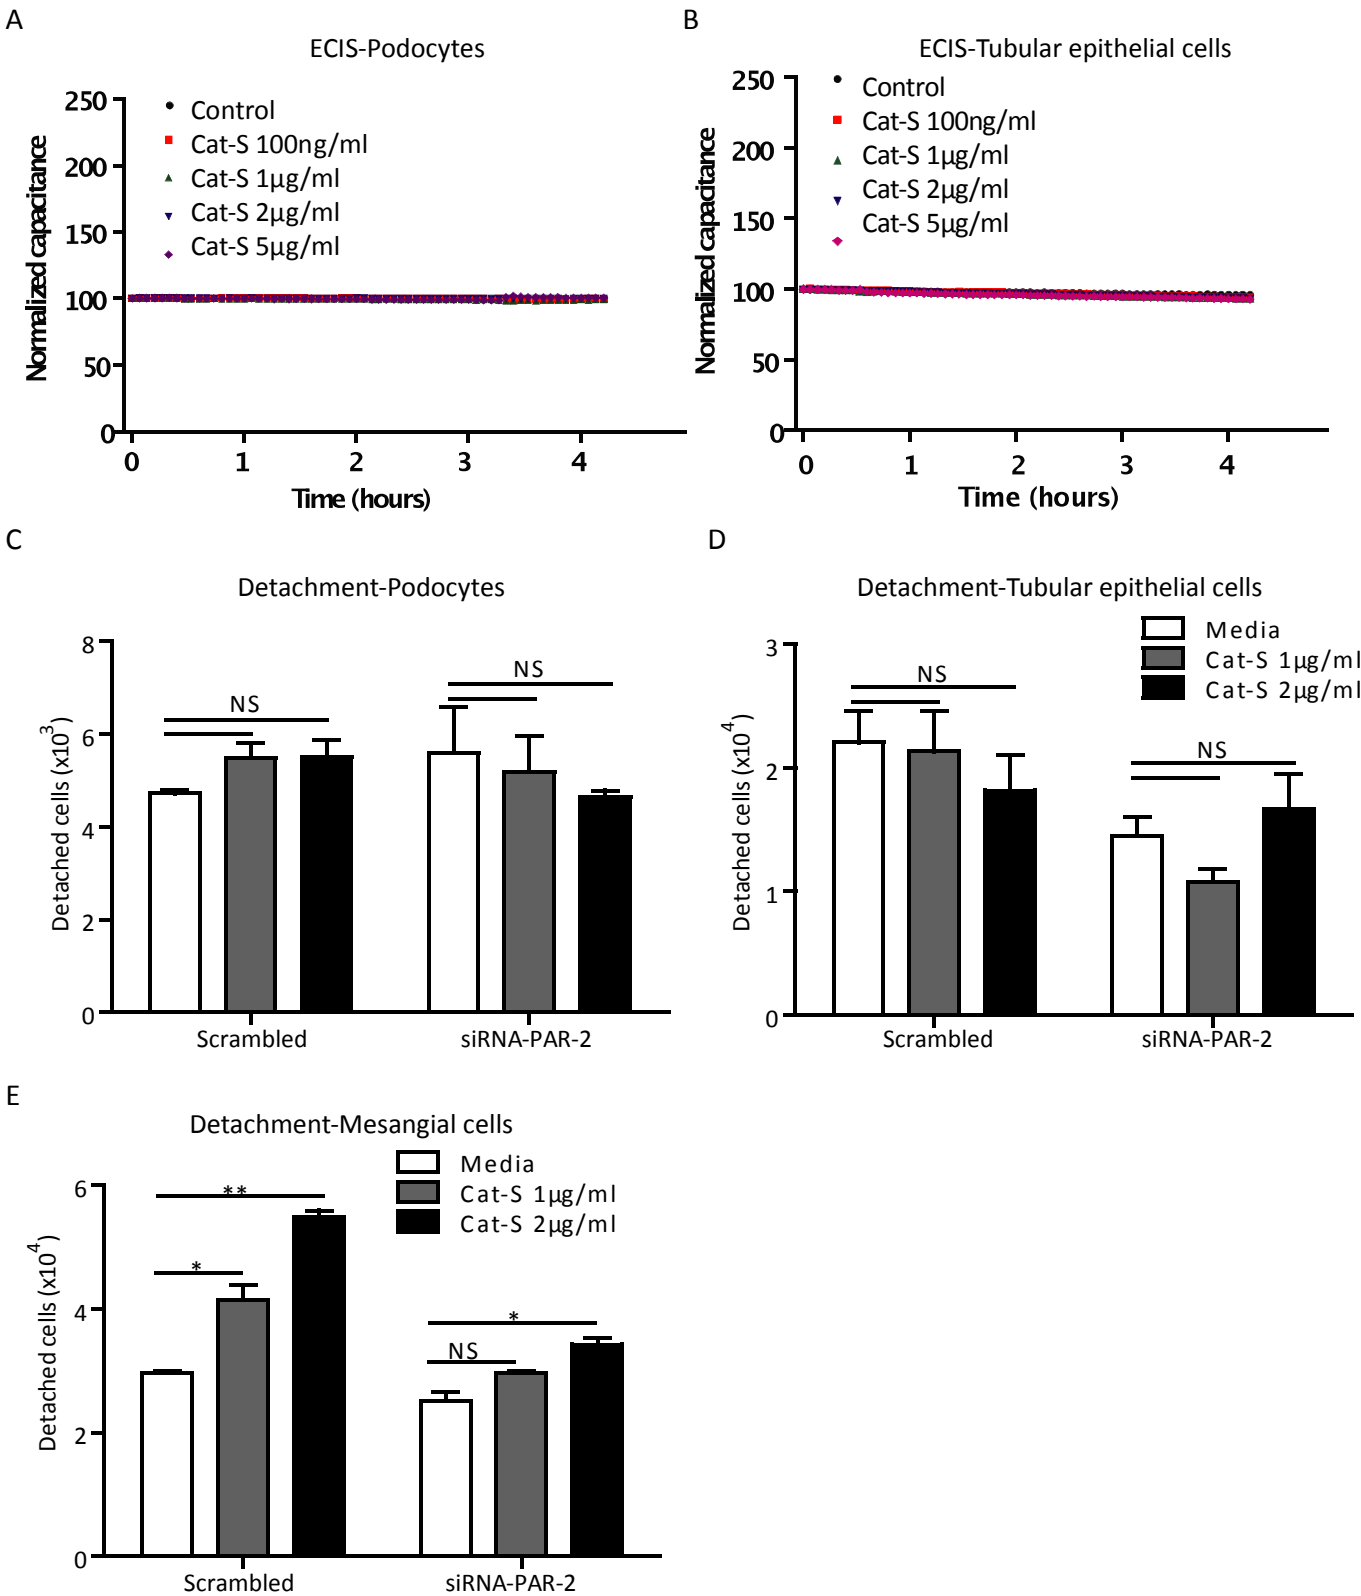 A
ECIS-Podocytes
Normalized capacitance
250
200
150
100
50
0
Control
Cat-S 100ng/ml
Cat-S 1µg/ml
Cat-S 2µg/ml
Cat-S 5µg/ml
0 1 2 3 4
Time (hours)
B
ECIS-Tubular epithelial cells
Normalized capacitance
250
200
150
100
50
0
Control
Cat-S 100ng/ml
Cat-S 1µg/ml
Cat-S 2µg/ml
Cat-S 5µg/ml
0 1 2 3 4
Time (hours)
C
Detachment-Podocytes
Detached cells (x10³)
8
6
4
2
0
NS
NS
Scrambled siRNA-PAR-2
D
Detachment-Tubular epithelial cells
Media
Cat-S 1µg/ml
Cat-S 2µg/ml
Detached cells (x10⁴)
3
2
1
0
NS
NS
Scrambled siRNA-PAR-2
E
Detachment-Mesangial cells
Media
Cat-S 1µg/ml
Cat-S 2µg/ml
Detached cells (x10⁴)
6
4
2
0
**
*
*
NS
Scrambled siRNA-PAR-2